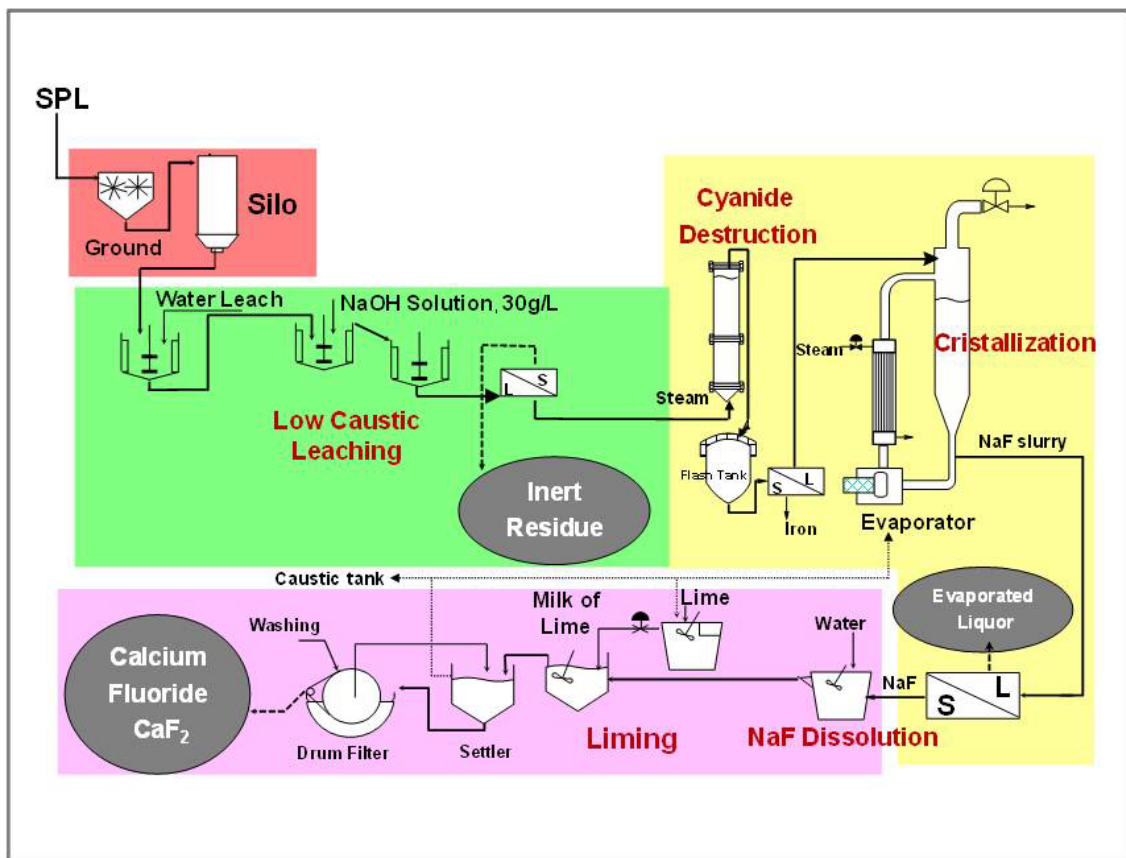 SPL
Silo
Ground
Water Leach
NaOH Solution, 30g/L
L
S
Low Caustic
Leaching
Inert
Residue
Cyanide
Destruction
Steam
Flash Tank
S
L
Iron
Steam
Cristallization
NaF slurry
Evaporator
Evaporated
Liquor
L
S
NaF
Water
NaF Dissolution
Caustic tank
Milk of
Lime
Lime
Liming
Washing
Settler
Drum Filter
Calcium
Fluoride
CaF₂